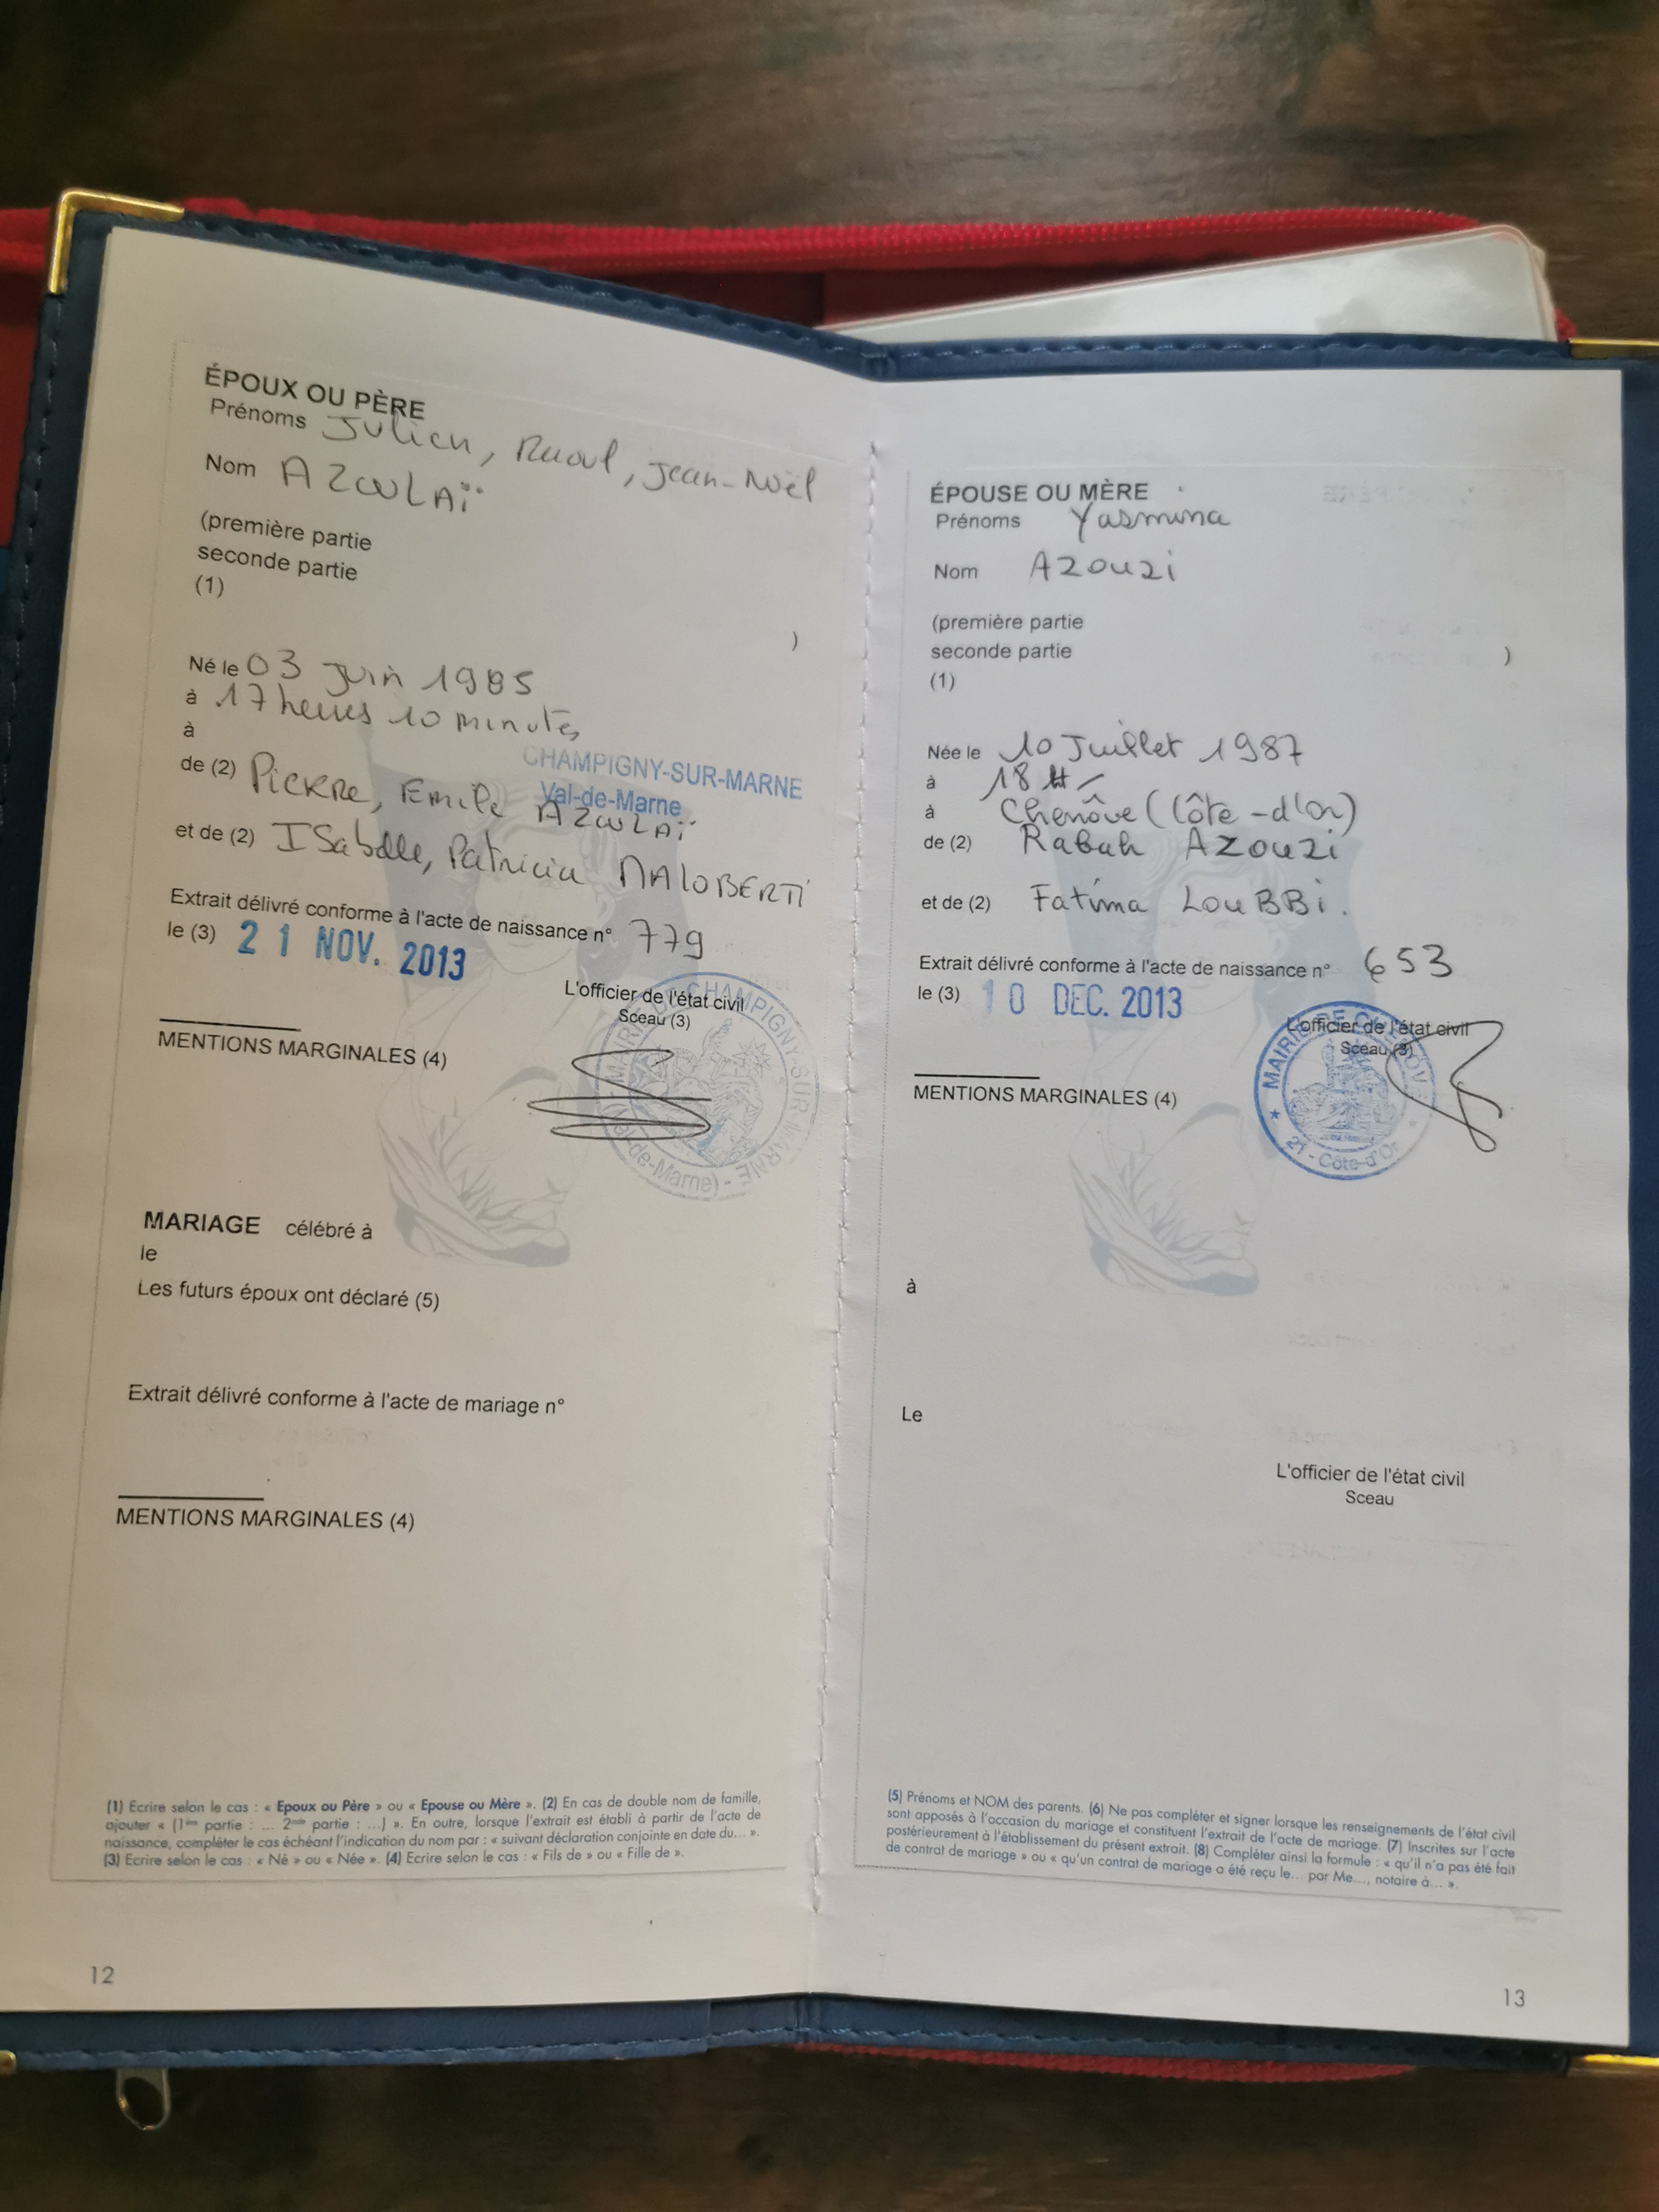 ÉPOUX OU PÈRE
Prénoms Julien, Raoul, Jean-Noël
Nom AZOULAÏ
(première partie
seconde partie
(1)
)
Né le 03 Juin 1985
à 17 heures 10 minutes
à
CHAMPIGNY-SUR-MARNE
Val-de-Marne
de (2) PIERRE, Emile AZOULAÏ
et de (2) ISabelle, Patricia MALOBERTI
Extrait délivré conforme à l'acte de naissance n° 779
le (3) 21 NOV. 2013
L'officier de l'état civil
Sceau (3)
MAIRIE DE CHAMPIGNY-SUR-MARNE (Val-de-Marne)
MENTIONS MARGINALES (4)
MARIAGE célébré à
le
Les futurs époux ont déclaré (5)
Extrait délivré conforme à l'acte de mariage n°
MENTIONS MARGINALES (4)
(1) Ecrire selon le cas : « Epoux ou Père » ou « Epouse ou Mère ». (2) En cas de double nom de famille,
ajouter « (1ère partie : ... 2ème partie : ...) ». En outre, lorsque l'extrait est établi à partir de l'acte de
naissance, compléter le cas échéant l'indication du nom par : « suivant déclaration conjointe en date du... ».
(3) Ecrire selon le cas : « Né » ou « Née ». (4) Ecrire selon le cas : « Fils de » ou « Fille de ».
12
ÉPOUSE OU MÈRE
Prénoms Yasmina
Nom AZOUZi
(première partie
seconde partie
(1)
)
Née le 10 Juillet 1987
à 18 H
à Chenôve (Côte-d'Or)
de (2) Rabah AZOUZi
et de (2) Fatima LouBBi.
Extrait délivré conforme à l'acte de naissance n° 653
le (3) 10 DEC. 2013
L'officier de l'état civil
Sceau (3)
MAIRIE DE CHENOVE
21 - Côte-d'Or
MENTIONS MARGINALES (4)
à
Le
L'officier de l'état civil
Sceau
(5) Prénoms et NOM des parents. (6) Ne pas compléter et signer lorsque les renseignements de l'état civil
sont apposés à l'occasion du mariage et constituent l'extrait de l'acte de mariage. (7) Inscrites sur l'acte
postérieurement à l'établissement du présent extrait. (8) Compléter ainsi la formule : « qu'il n'a pas été fait
de contrat de mariage » ou « qu'un contrat de mariage a été reçu le... par Me..., notaire à... ».
13